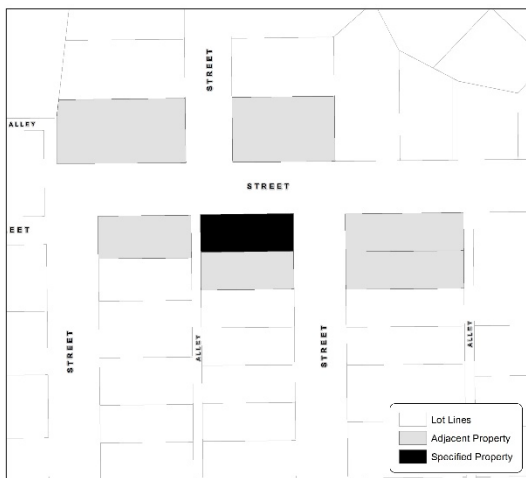 STREET
ALLEY
STREET
EET
STREET
ALLEY
STREET
ALLEY
Lot Lines
Adjacent Property
Specified Property